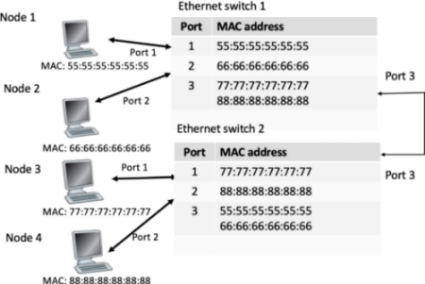 Node 1
Port 1
MAC: 55:55:55:55:55:55
Node 2
Port 2
MAC: 66:66:66:66:66:66
Ethernet switch 1
Port MAC address
1 55:55:55:55:55:55
2 66:66:66:66:66:66
3 77:77:77:77:77:77
88:88:88:88:88:88
Port 3
Node 3
Port 1
MAC: 77:77:77:77:77:77
Node 4
Port 2
MAC: 88:88:88:88:88:88
Ethernet switch 2
Port MAC address
1 77:77:77:77:77:77
2 88:88:88:88:88:88
3 55:55:55:55:55:55
66:66:66:66:66:66
Port 3